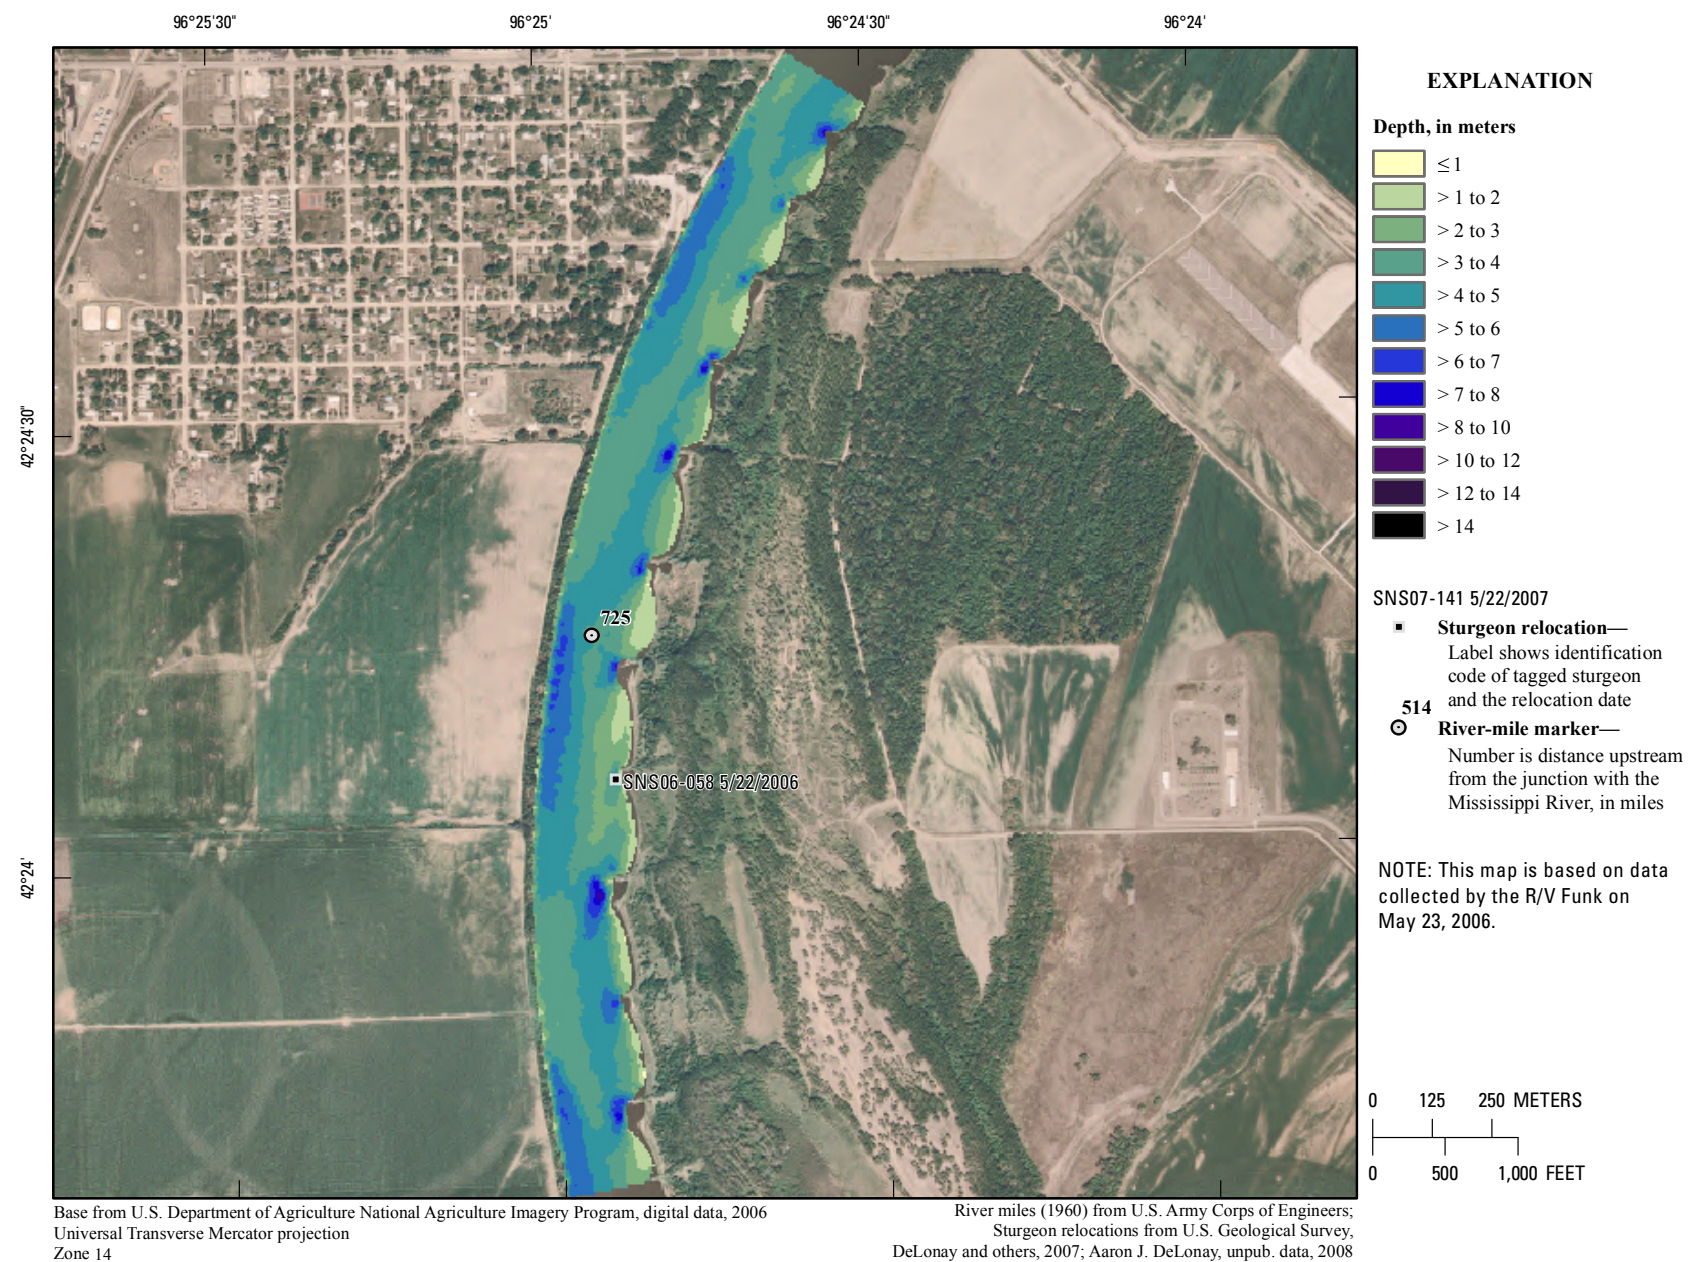 96°25'30"
96°25'
96°24'30"
96°24'
42°24'30"
42°24'
725
SNS06-058 5/22/2006
EXPLANATION
Depth, in meters
≤ 1
> 1 to 2
> 2 to 3
> 3 to 4
> 4 to 5
> 5 to 6
> 6 to 7
> 7 to 8
> 8 to 10
> 10 to 12
> 12 to 14
> 14
SNS07-141 5/22/2007
Sturgeon relocation—
Label shows identification
code of tagged sturgeon
and the relocation date
514
River-mile marker—
Number is distance upstream
from the junction with the
Mississippi River, in miles
NOTE: This map is based on data
collected by the R/V Funk on
May 23, 2006.
0 125 250 METERS
0 500 1,000 FEET
Base from U.S. Department of Agriculture National Agriculture Imagery Program, digital data, 2006
Universal Transverse Mercator projection
Zone 14
River miles (1960) from U.S. Army Corps of Engineers;
Sturgeon relocations from U.S. Geological Survey,
DeLonay and others, 2007; Aaron J. DeLonay, unpub. data, 2008